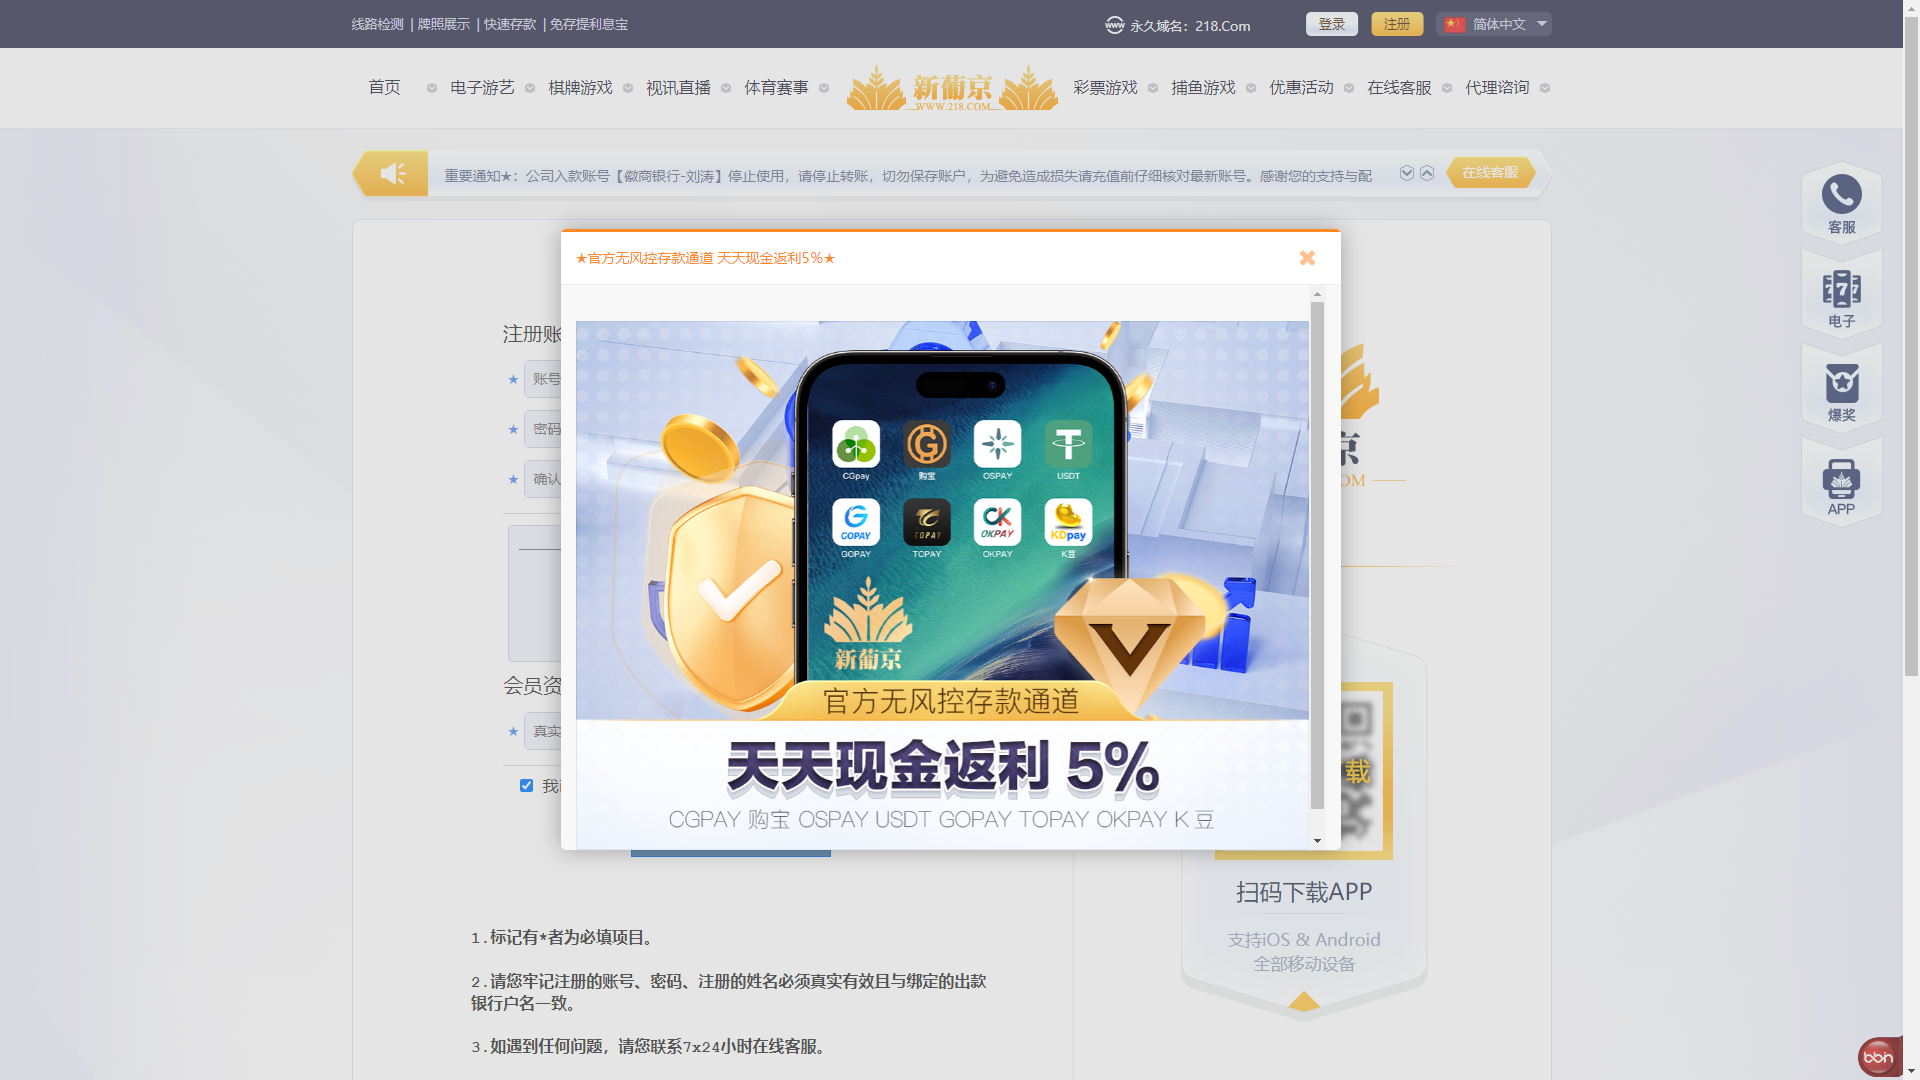 线路检测 | 牌照展示 | 快速存款 | 免存提利息宝
永久域名：218.Com
登录
注册
简体中文
首页
电子游艺
棋牌游戏
视讯直播
体育赛事
新葡京
WWW.218.COM
彩票游戏
捕鱼游戏
优惠活动
在线客服
代理咨询
重要通知★：公司入款账号【徽商银行-刘涛】停止使用，请停止转账，切勿保存账户，为避免造成损失请充值前仔细核对最新账号。感谢您的支持与配
在线客服
客服
777
电子
爆奖
APP
★官方无风控存款通道 天天现金返利5%★
注册账
★ 账号
★ 密码
★ 确认
会员资
★ 真实
CGpay
购宝
OSPAY
USDT
GOPAY
GOPAY
TOPAY
TOPAY
OKPAY
OKPAY
KDpay
K豆
新葡京
V
官方无风控存款通道
天天现金返利 5%
CGPAY 购宝 OSPAY USDT GOPAY TOPAY OKPAY K 豆
京
OM
载
扫码下载APP
支持iOS & Android
全部移动设备
1.标记有*者为必填项目。
2.请您牢记注册的账号、密码、注册的姓名必须真实有效且与绑定的出款
银行户名一致。
3.如遇到任何问题，请您联系7x24小时在线客服。
bbin